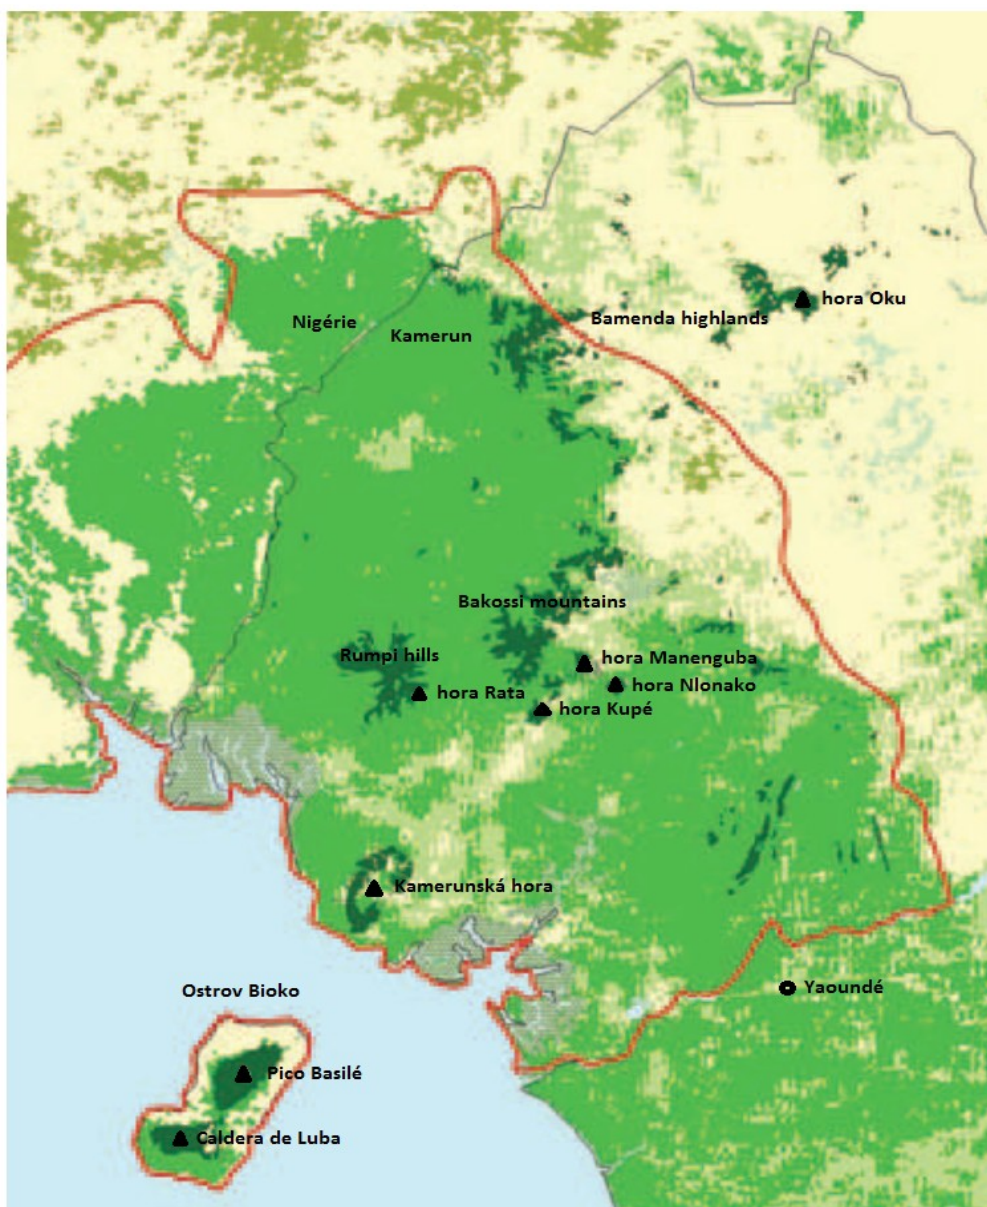 hora Oku
Nigérie
Bamenda highlands
Kamerun
Bakossi mountains
Rumpi hills
hora Manenguba
hora Rata
hora Nlonako
hora Kupé
Kamerunská hora
Ostrov Bioko
Yaoundé
Pico Basilé
Caldera de Luba